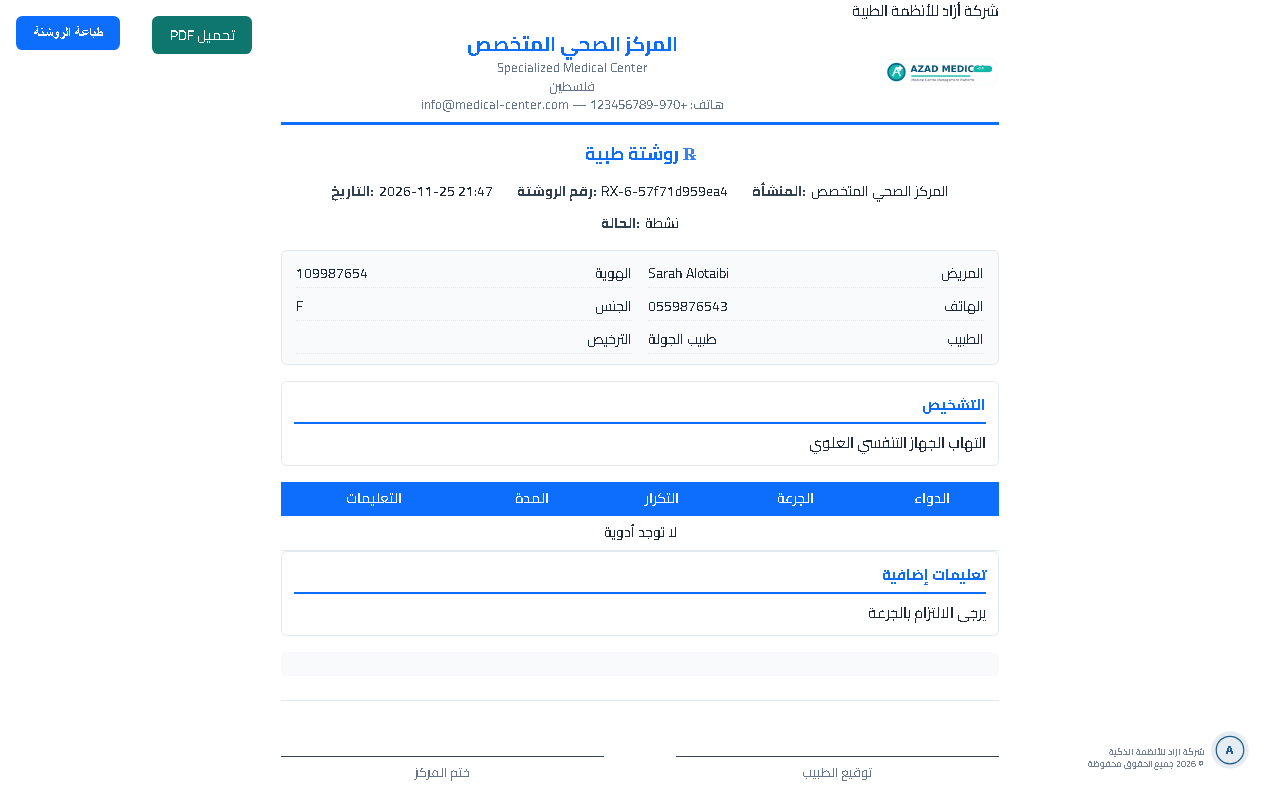 شركة أزاد للأنظمة الطبية
طباعة الروشتة
تحميل PDF
المركز الصحي المتخصص
Specialized Medical Center
فلسطين
هاتف: +970-123456789 — info@medical-center.com
AZAD MEDIC
℞ روشتة طبية
المنشأة: المركز الصحي المتخصص رقم الروشتة: RX-6-57f71d959ea4 التاريخ: 2026-11-25 21:47
الحالة: نشطة
المريض Sarah Alotaibi الهوية 109987654
الهاتف 0559876543 الجنس F
الطبيب طبيب الجولة الترخيص
التشخيص
التهاب الجهاز التنفسي العلوي
الدواء الجرعة التكرار المدة التعليمات
لا توجد أدوية
تعليمات إضافية
يرجى الالتزام بالجرعة
توقيع الطبيب ختم المركز
A
شركة ازاد للأنظمة الذكية
© 2026 جميع الحقوق محفوظة